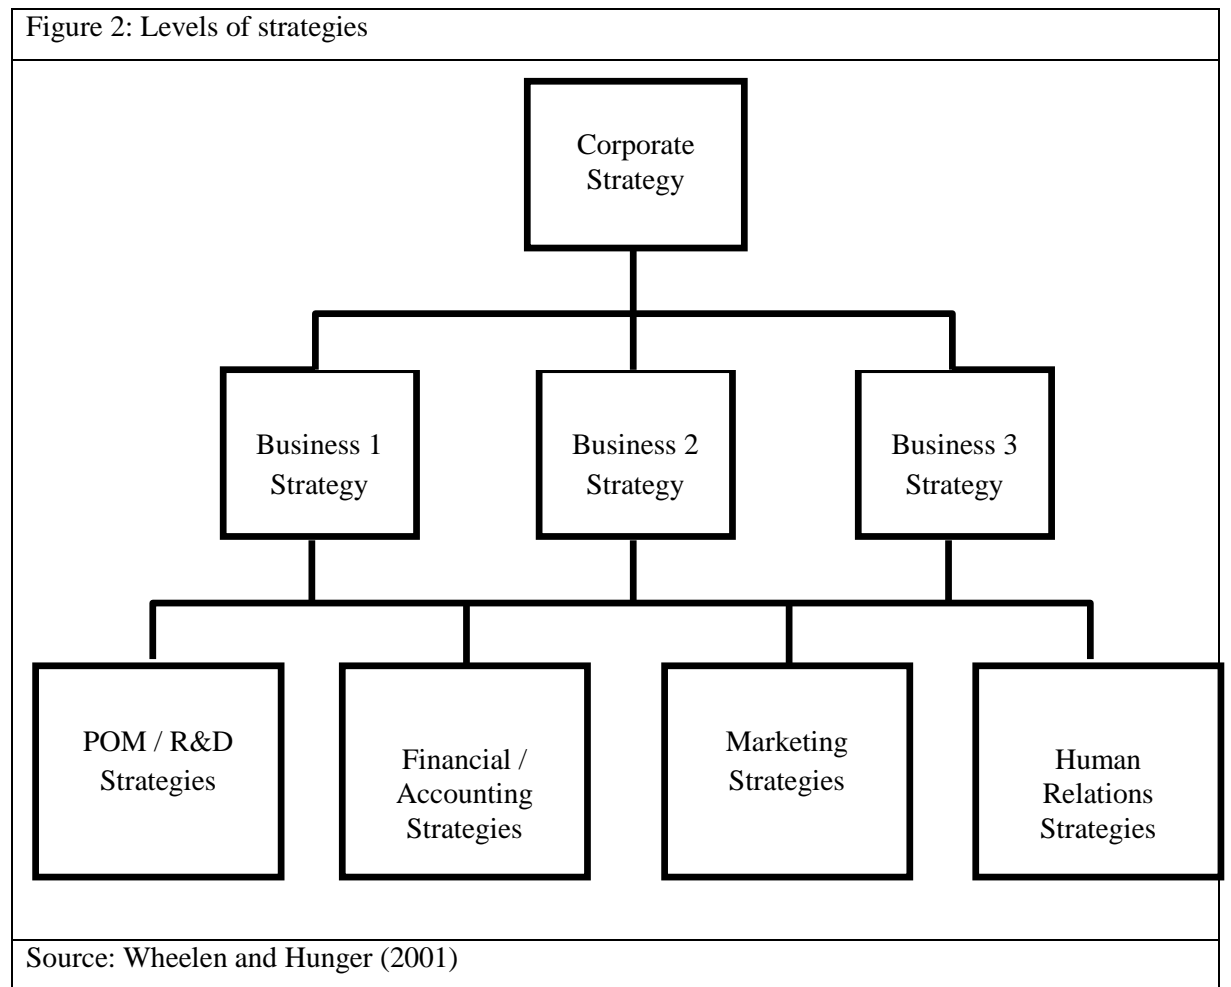 Figure 2: Levels of strategies
Corporate
Strategy
Business 1
Strategy
Business 2
Strategy
Business 3
Strategy
POM / R&D
Strategies
Financial /
Accounting
Strategies
Marketing
Strategies
Human
Relations
Strategies
Source: Wheelen and Hunger (2001)